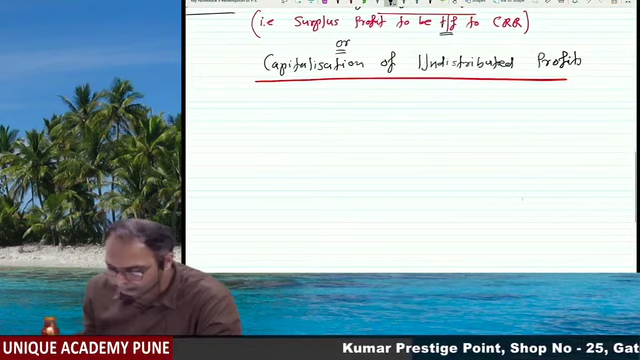 (i.e Surplus Profit to be t/f to CRR)
or
Capitalisation of Undistributed Profit
UNIQUE ACADEMY PUNE
Kumar Prestige Point, Shop No - 25, Gat